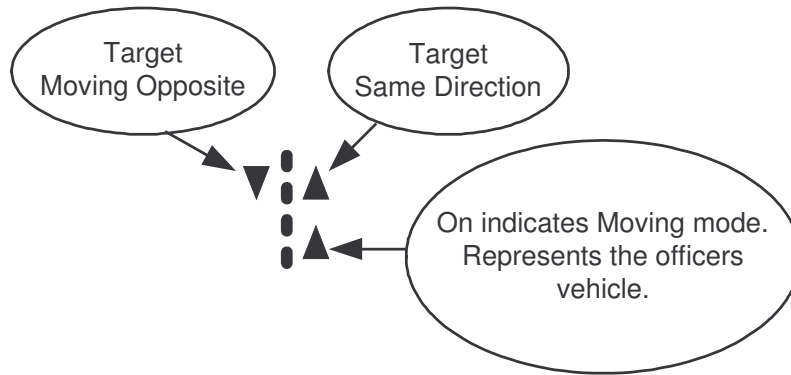 Target
Moving Opposite
Target
Same Direction
On indicates Moving mode.
Represents the officers
vehicle.